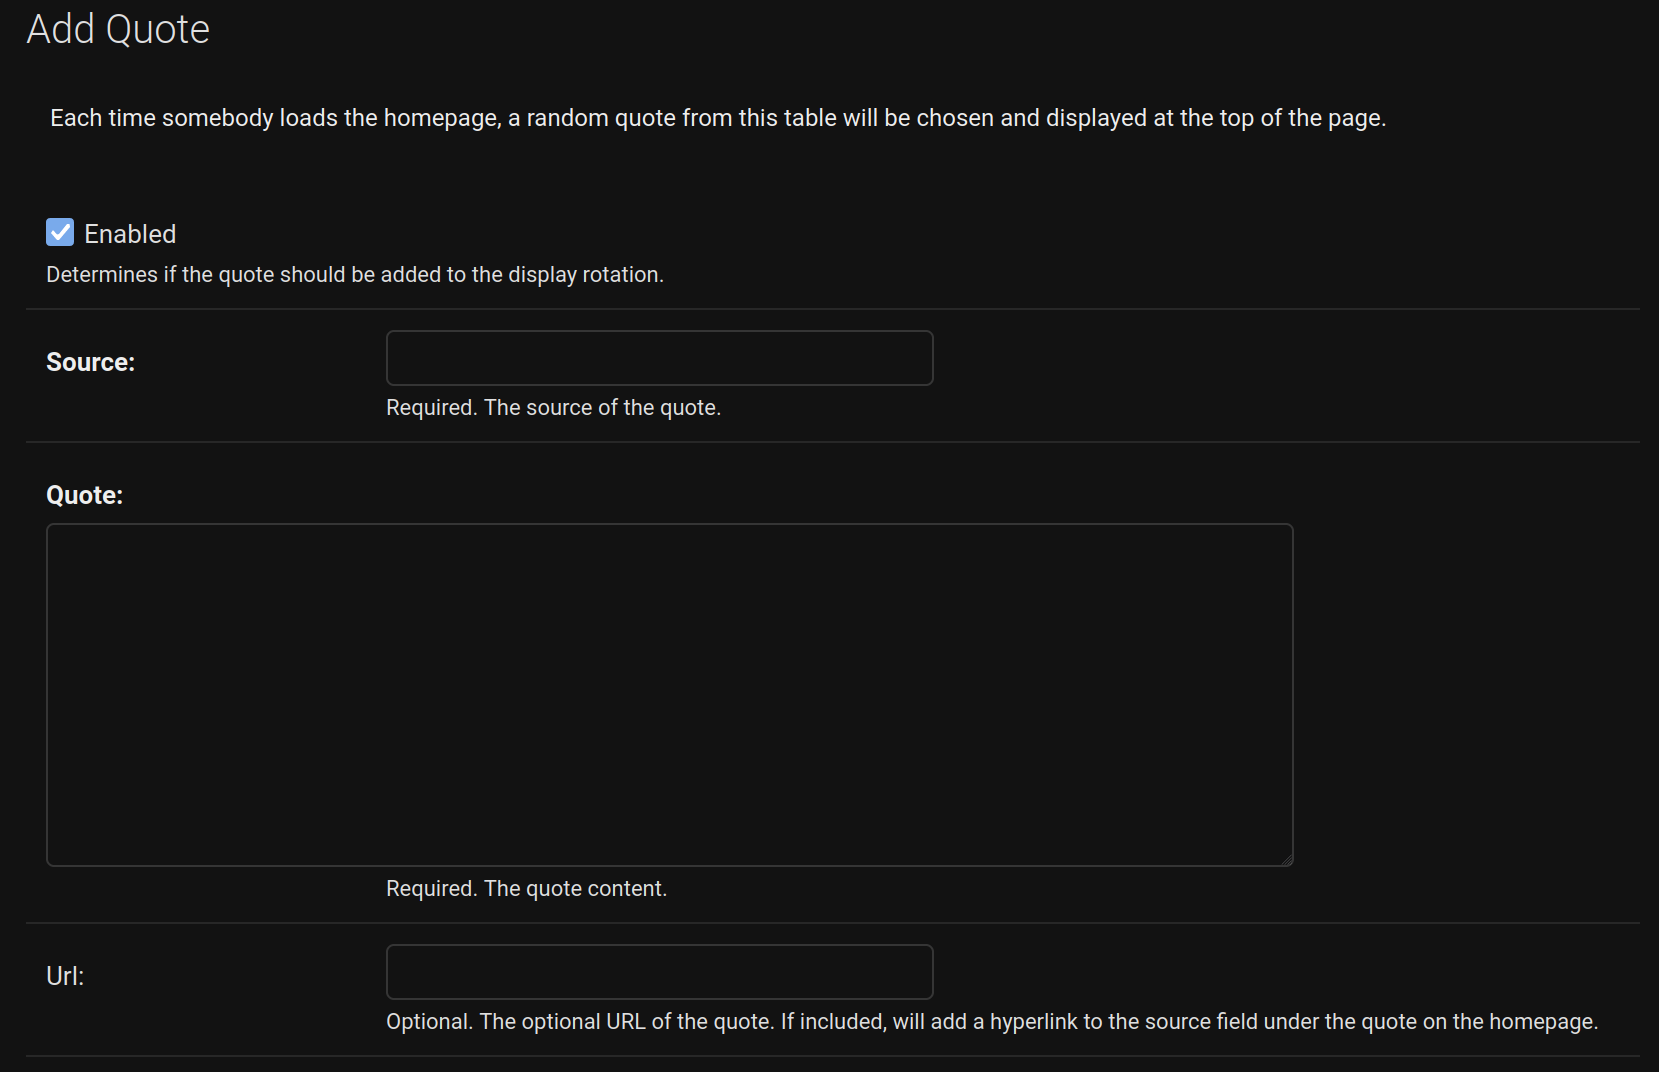 Add Quote
Each time somebody loads the homepage, a random quote from this table will be chosen and displayed at the top of the page.
Enabled
Determines if the quote should be added to the display rotation.
Source:
Required. The source of the quote.
Quote:
Required. The quote content.
Url:
Optional. The optional URL of the quote. If included, will add a hyperlink to the source field under the quote on the homepage.